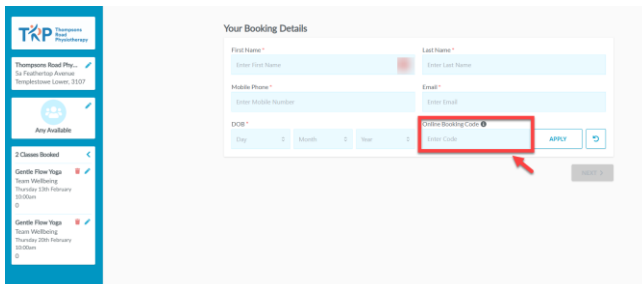 TRP Thompsons
Road
Physiotherapy
Thompsons Road Phy...
5a Feathertop Avenue
Templestowe Lower, 3107
Any Available
2 Classes Booked
Gentle Flow Yoga
Team Wellbeing
Thursday 13th February
10:00am
0
Gentle Flow Yoga
Team Wellbeing
Thursday 20th February
10:00am
0
Your Booking Details
First Name *
Last Name *
Enter First Name
Enter Last Name
Mobile Phone *
Email *
Enter Mobile Number
Enter Email
DOB *
Online Booking Code
Day Month Year
Enter Code
APPLY
NEXT >